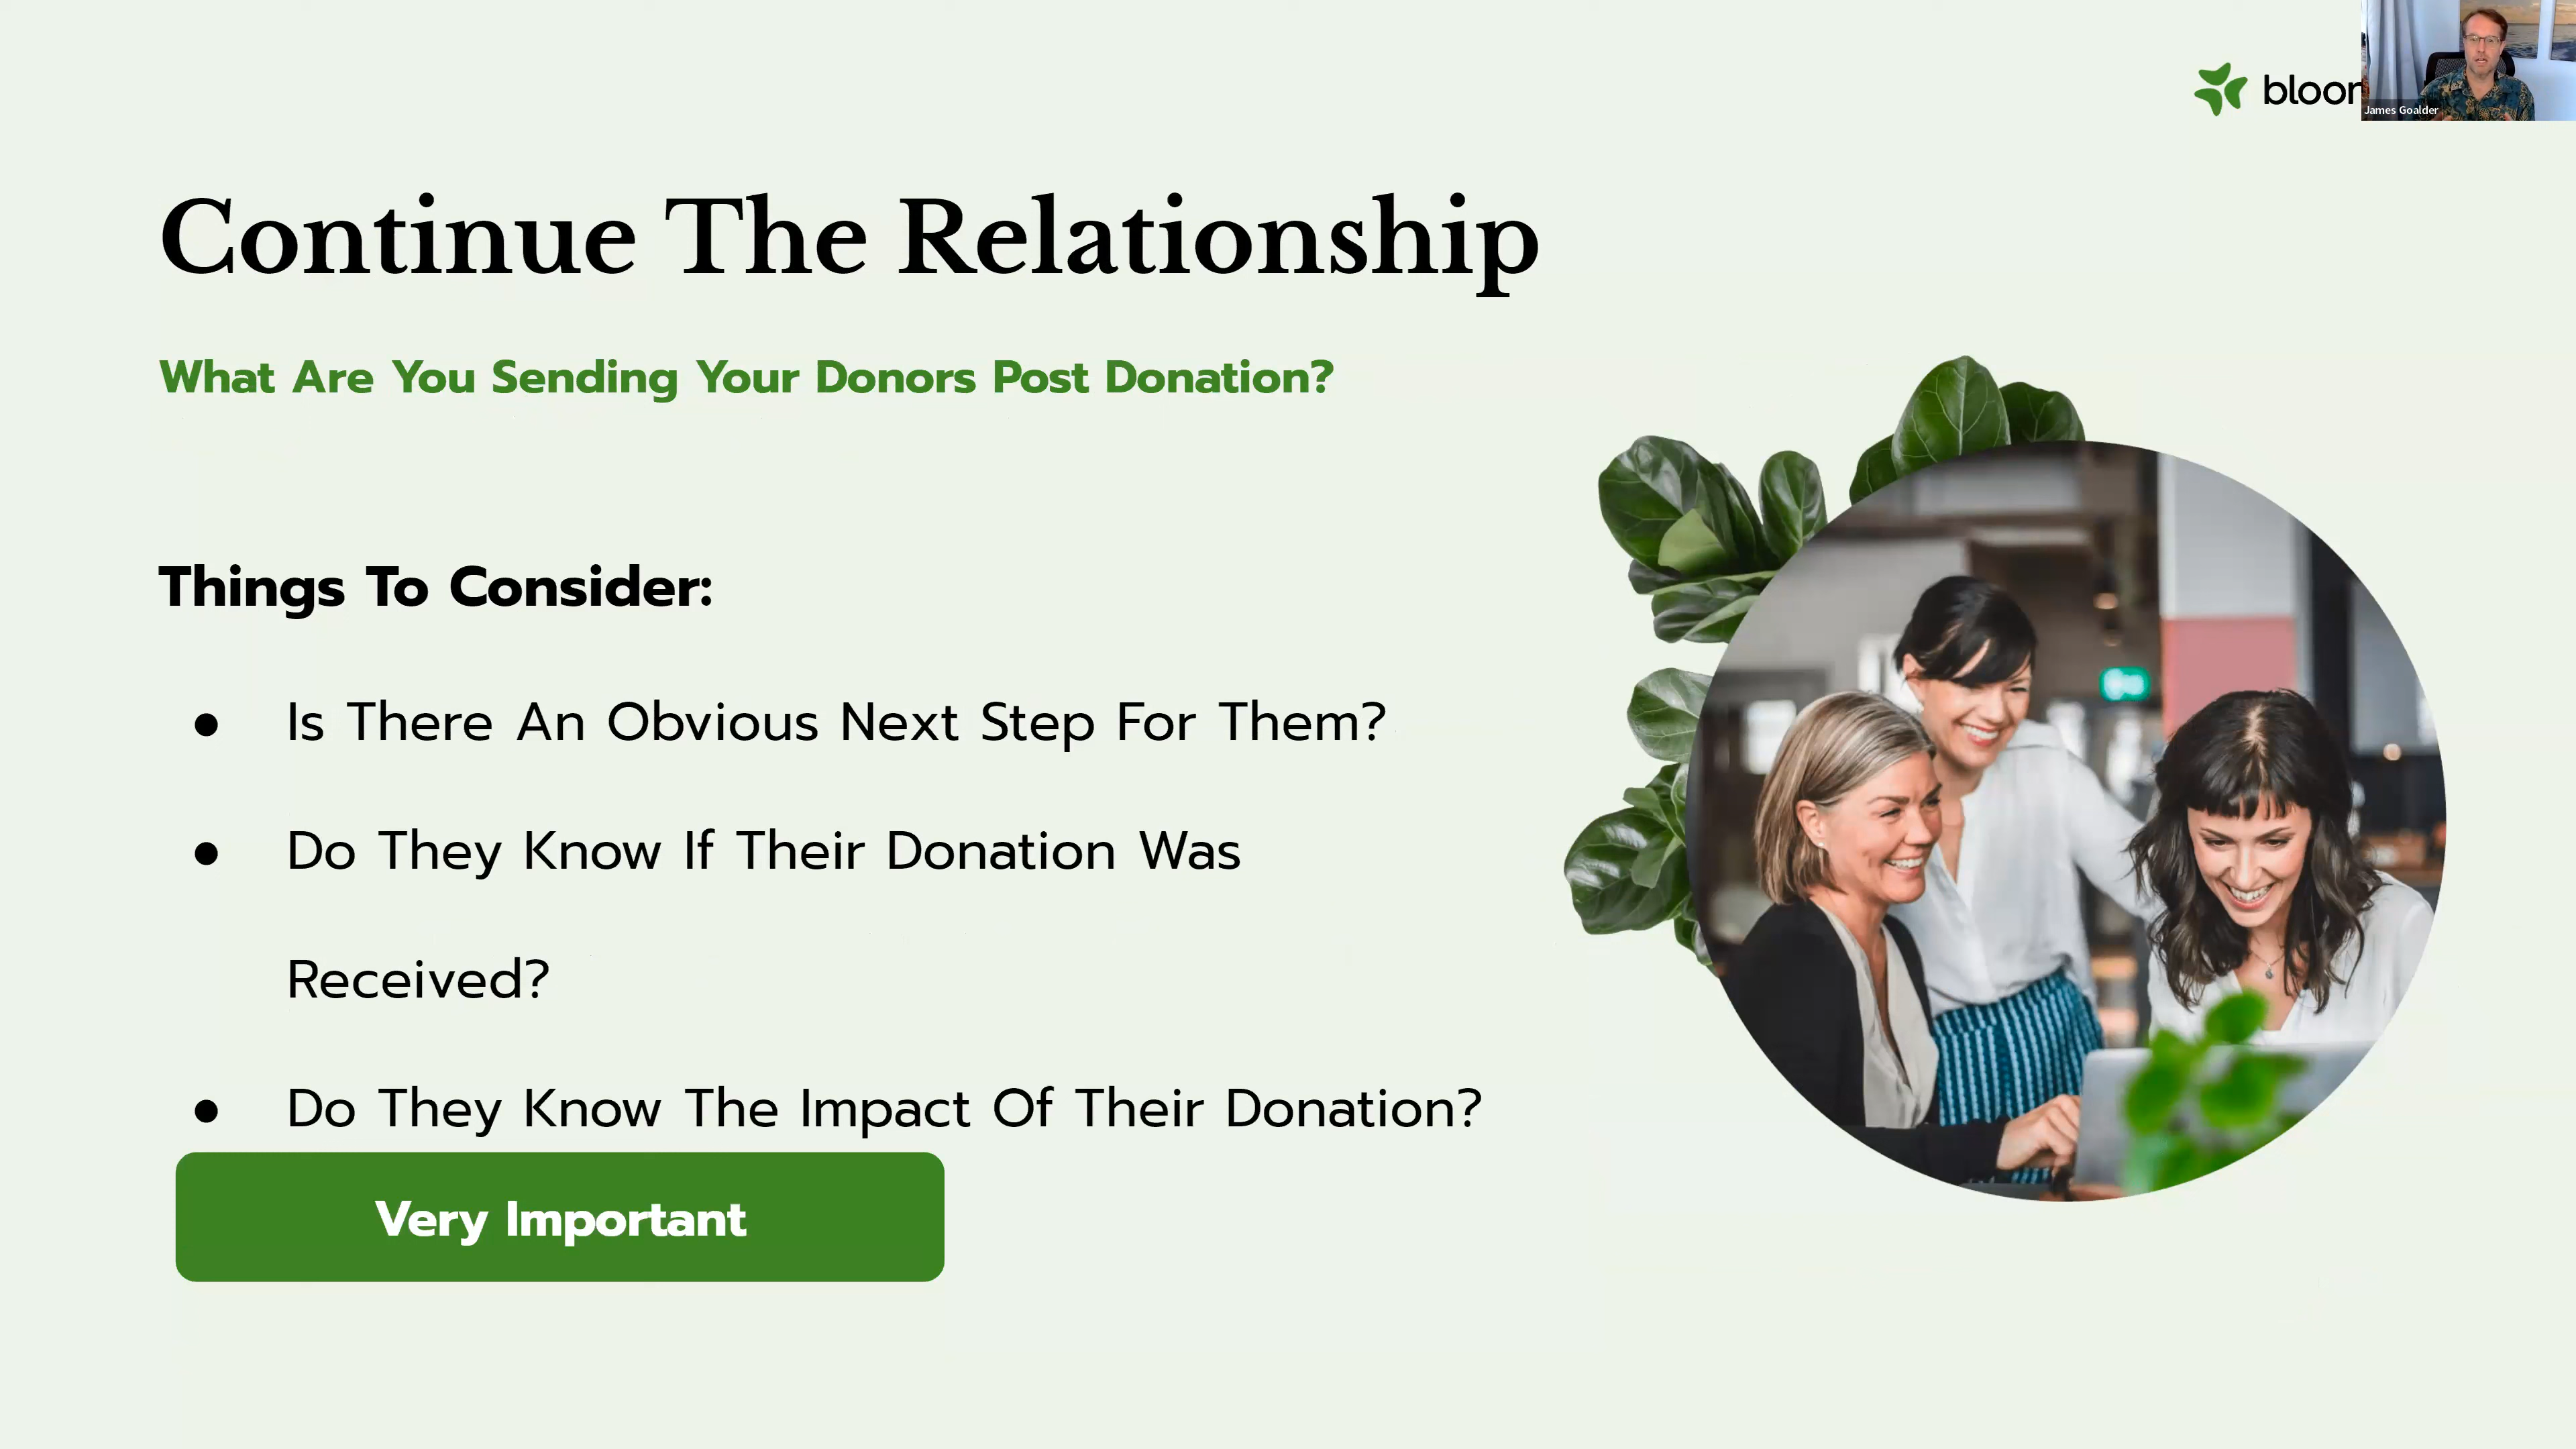 bloom
James Goalder
Continue The Relationship
What Are You Sending Your Donors Post Donation?
Things To Consider:
● Is There An Obvious Next Step For Them?
● Do They Know If Their Donation Was
Received?
● Do They Know The Impact Of Their Donation?
Very Important